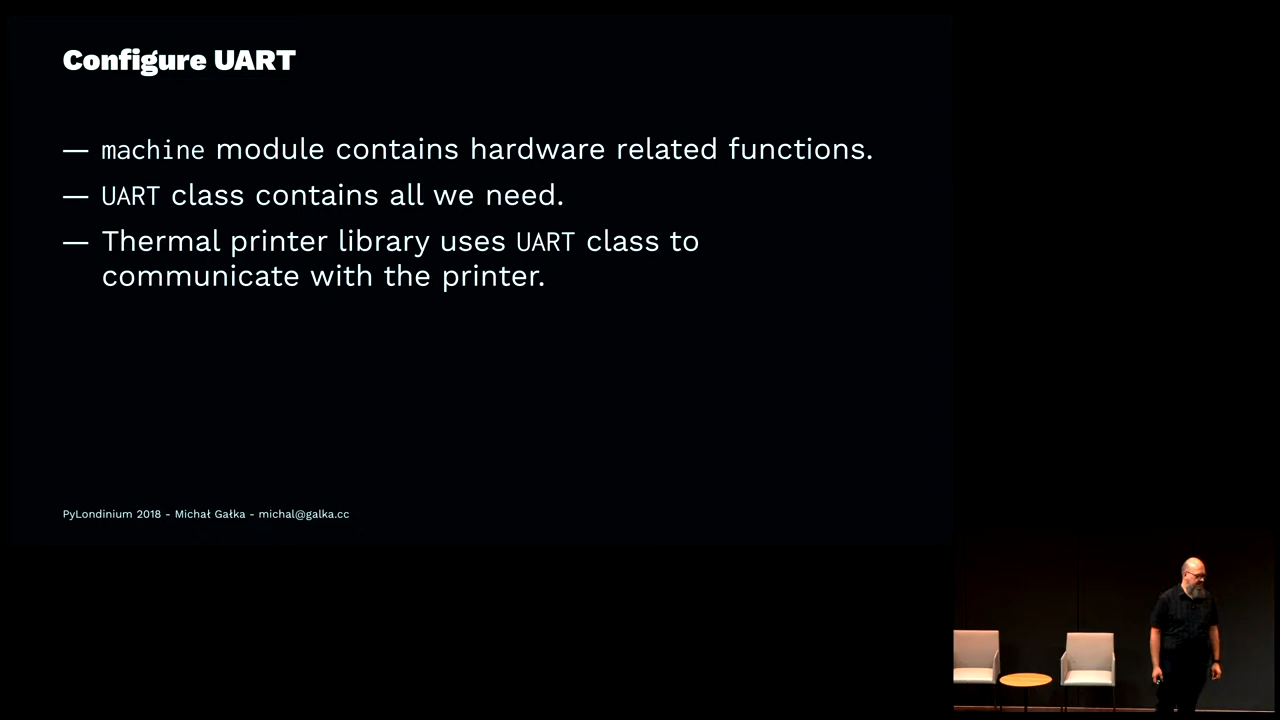 Configure UART
— machine module contains hardware related functions.
— UART class contains all we need.
— Thermal printer library uses UART class to
communicate with the printer.
PyLondinium 2018 - Michał Gałka - michal@galka.cc